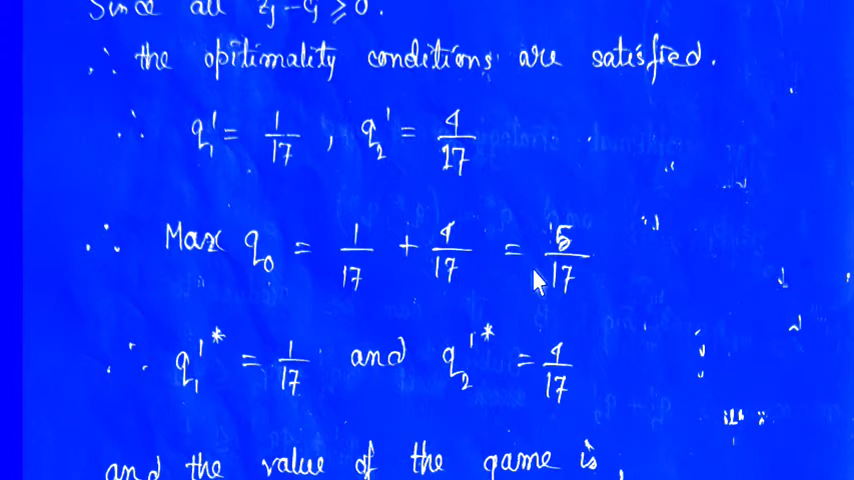 Since all zj - cj ≥ 0.
∴ the opitimality conditions are satisfied.
∴ q₁' = 1/17 , q₂' = 4/17
∴ Max q₀ = 1/17 + 4/17 = 5/17
∴ q₁'* = 1/17 and q₂'* = 4/17
and the value of the game is,